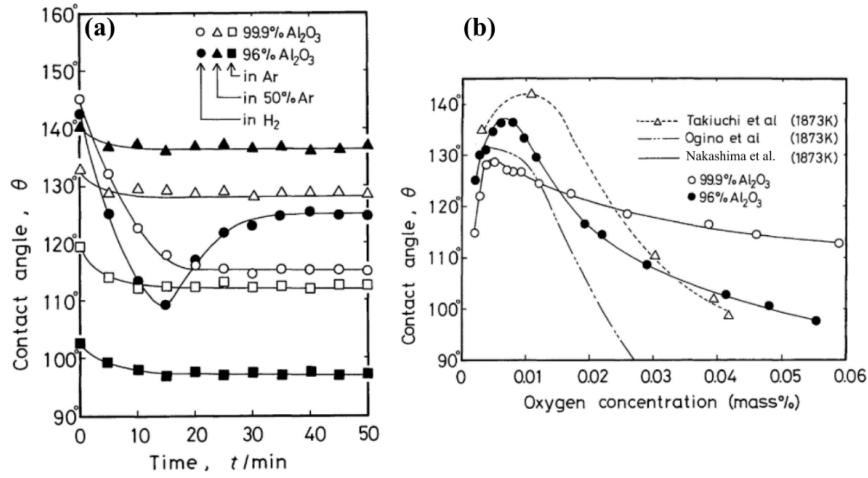 (a)
○ △ □ 99.9% Al₂O₃
● ▲ ■ 96% Al₂O₃
in Ar
in 50%Ar
in H₂
Contact angle, θ
150°
140°
130°
120°
110°
100°
90°
0 10 20 30 40 50
Time, t/min
(b)
Takiuchi et al (1873K)
Ogino et al (1873K)
Nakashima et al. (1873K)
○ 99.9% Al₂O₃
● 96% Al₂O₃
Contact angle, θ
140°
130°
120°
110°
100°
90°
0 0.01 0.02 0.03 0.04 0.05 0.06
Oxygen concentration (mass%)